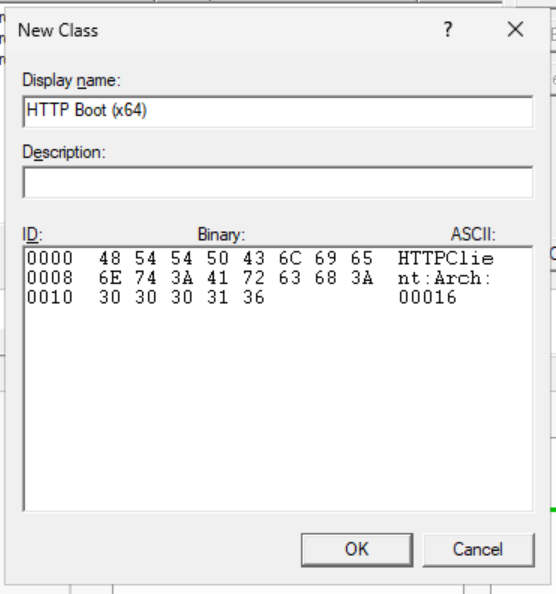 New Class
Display name:
HTTP Boot (x64)
Description:
ID: Binary: ASCII:
0000 48 54 54 50 43 6C 69 65 HTTPClie
0008 6E 74 3A 41 72 63 68 3A nt:Arch:
0010 30 30 30 31 36 00016
OK Cancel